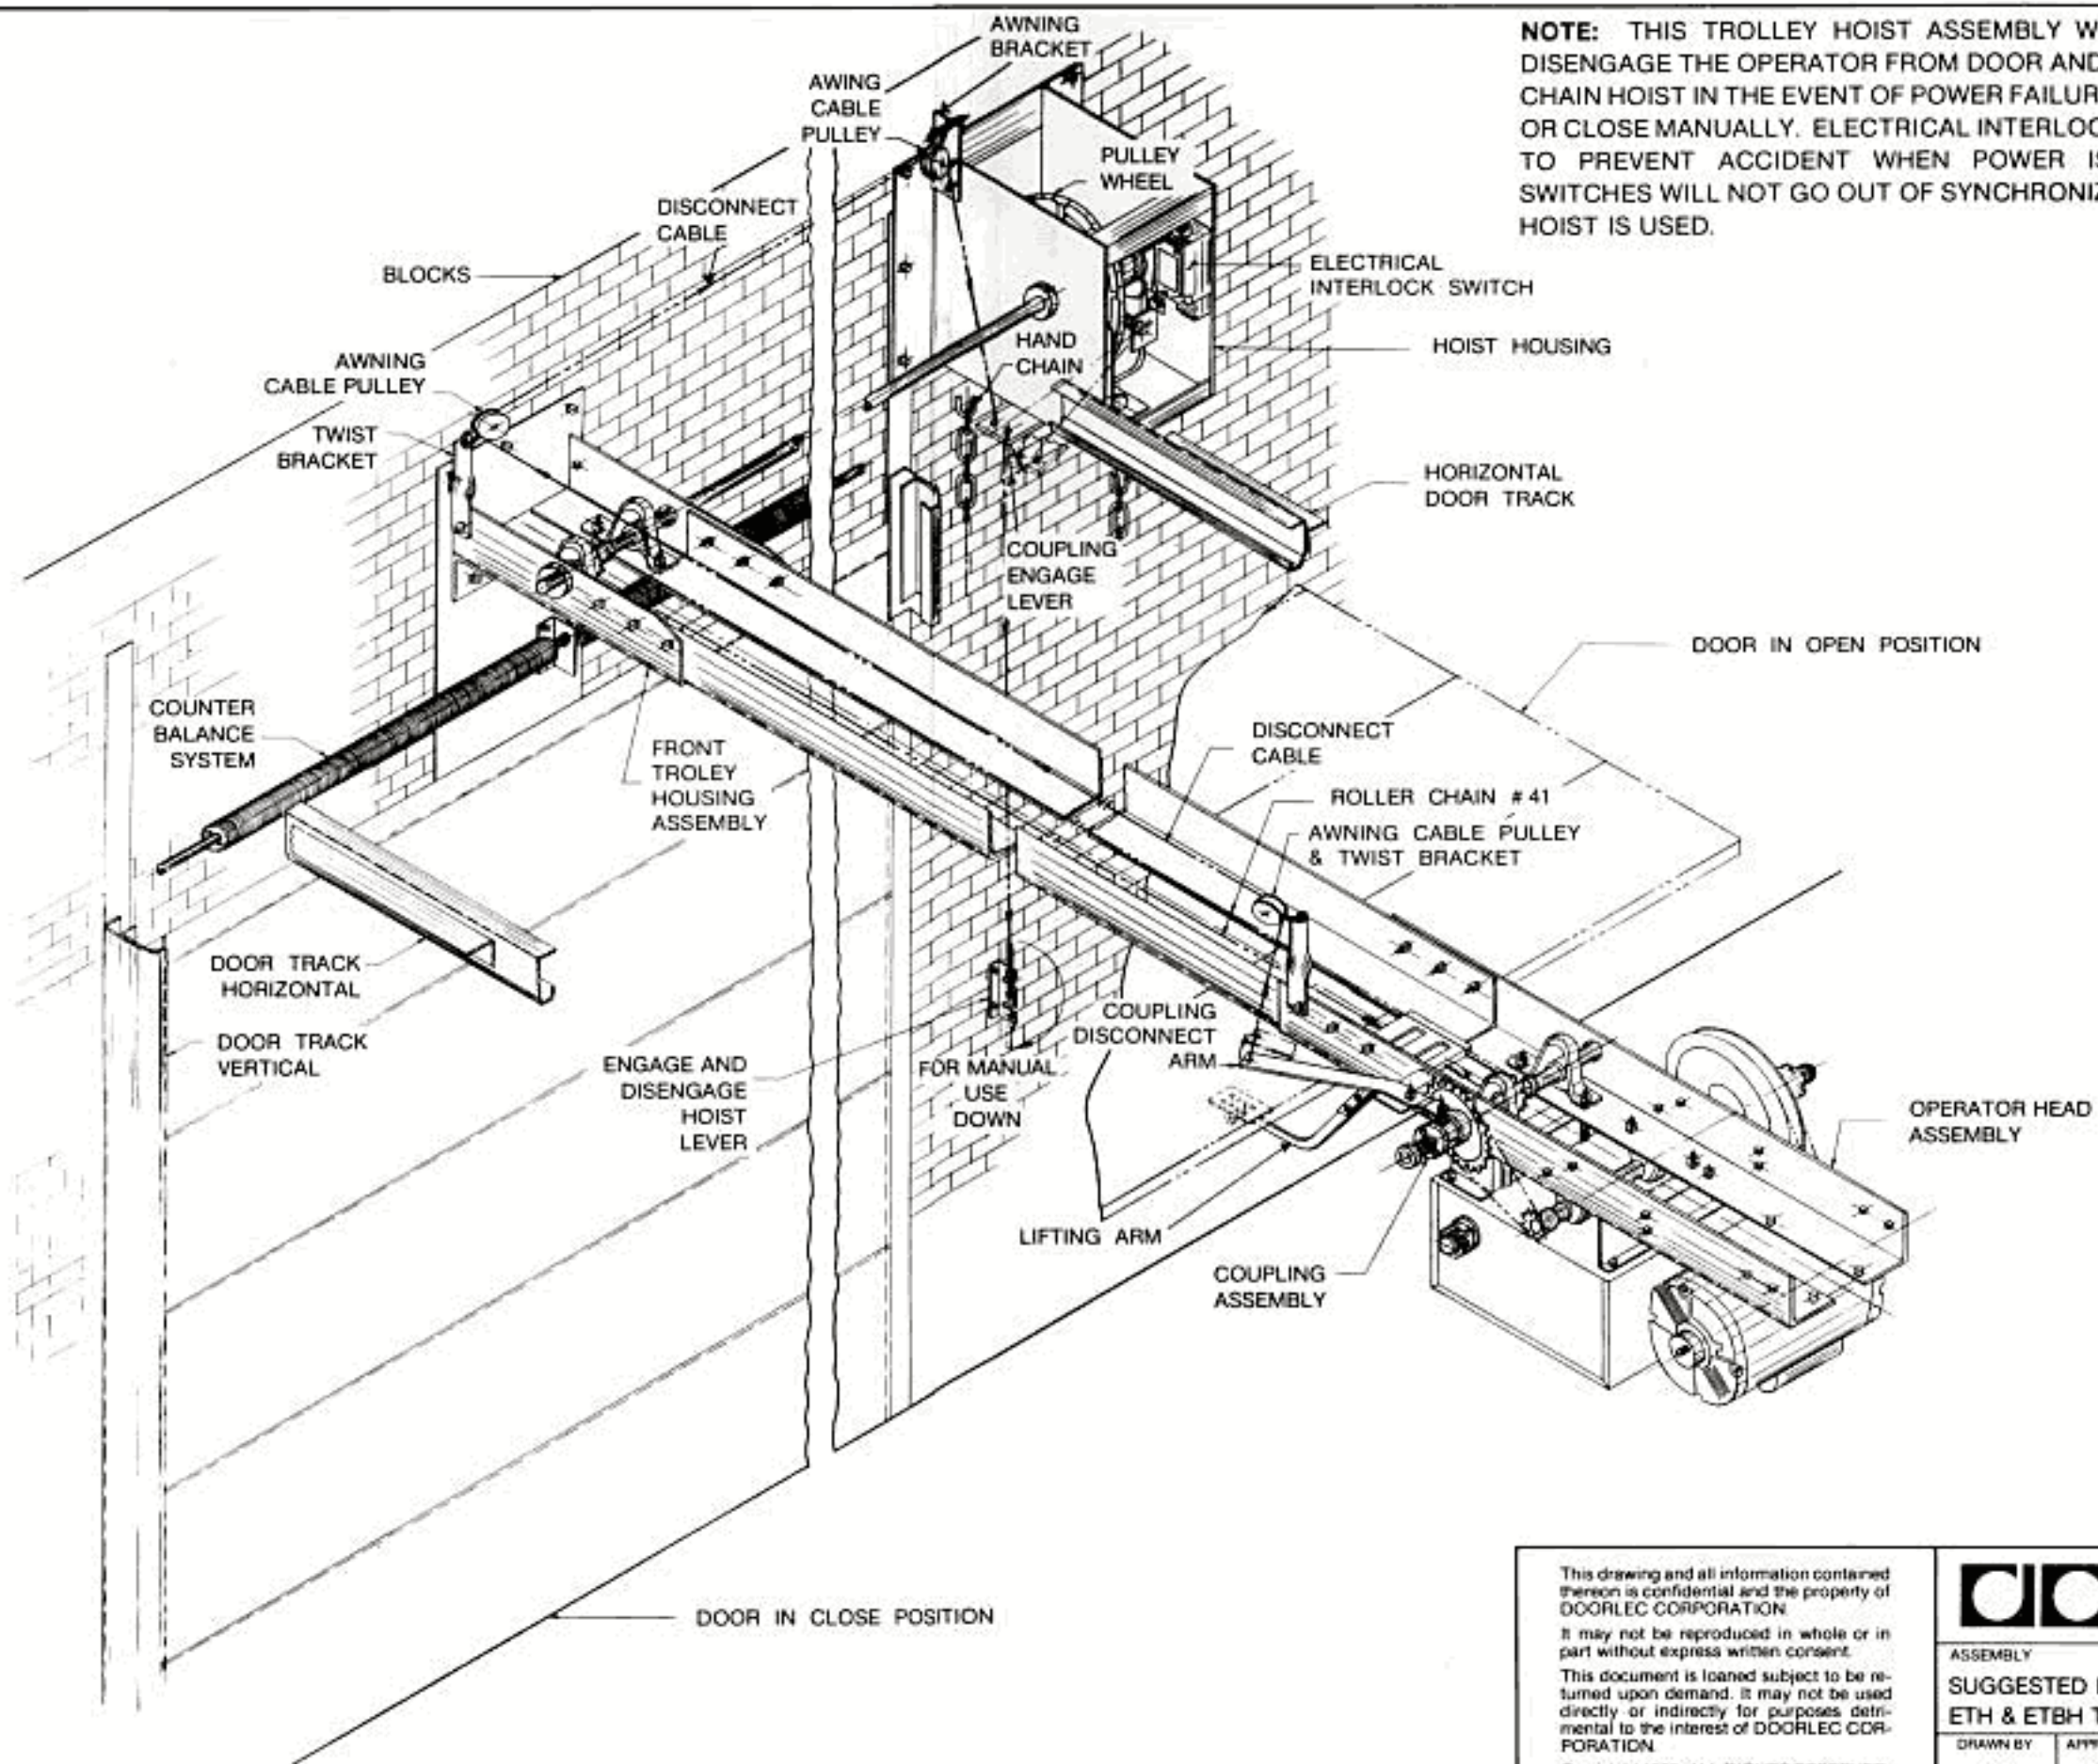 AWNING
BRACKET
AWING
CABLE
PULLEY
PULLEY
WHEEL
DISCONNECT
CABLE
BLOCKS
ELECTRICAL
INTERLOCK SWITCH
HAND
CHAIN
HOIST HOUSING
AWNING
CABLE PULLEY
TWIST
BRACKET
HORIZONTAL
DOOR TRACK
COUPLING
ENGAGE
LEVER
DOOR IN OPEN POSITION
COUNTER
BALANCE
SYSTEM
FRONT
TROLEY
HOUSING
ASSEMBLY
DISCONNECT
CABLE
ROLLER CHAIN # 41
AWNING CABLE PULLEY
& TWIST BRACKET
DOOR TRACK
HORIZONTAL
DOOR TRACK
VERTICAL
COUPLING
DISCONNECT
ARM
ENGAGE AND
DISENGAGE
HOIST
LEVER
FOR MANUAL
USE
DOWN
OPERATOR HEAD
ASSEMBLY
LIFTING ARM
COUPLING
ASSEMBLY
DOOR IN CLOSE POSITION
NOTE: THIS TROLLEY HOIST ASSEMBLY W
DISENGAGE THE OPERATOR FROM DOOR AND
CHAIN HOIST IN THE EVENT OF POWER FAILUR
OR CLOSE MANUALLY. ELECTRICAL INTERLOC
TO PREVENT ACCIDENT WHEN POWER IS
SWITCHES WILL NOT GO OUT OF SYNCHRONIZ
HOIST IS USED.
This drawing and all information contained
thereon is confidential and the property of
DOORLEC CORPORATION.
It may not be reproduced in whole or in
part without express written consent.
This document is loaned subject to be re-
turned upon demand. It may not be used
directly or indirectly for purposes detri-
mental to the interest of DOORLEC COR-
PORATION.
ASSEMBLY
SUGGESTED
ETH & ETBH T
DRAWN BY
APP